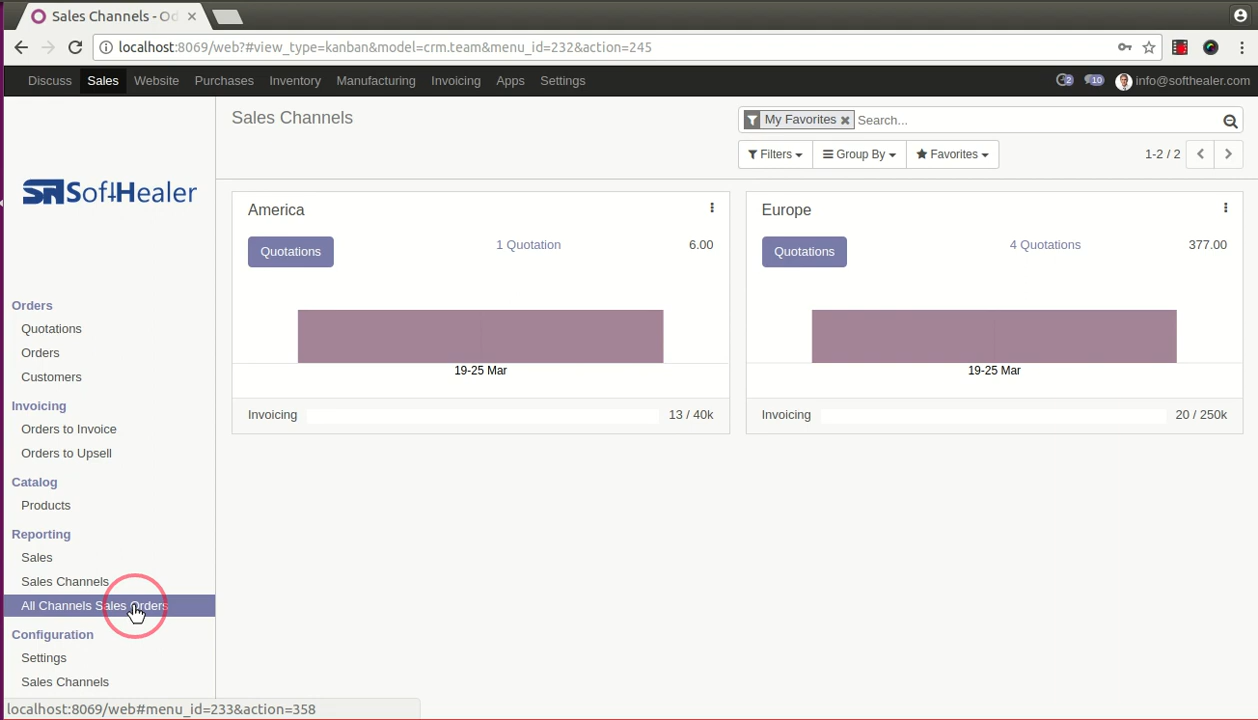 Sales Channels - Od
localhost:8069/web?#view_type=kanban&model=crm.team&menu_id=232&action=245
Discuss Sales Website Purchases Inventory Manufacturing Invoicing Apps Settings 2 10 info@softhealer.com
Sales Channels
My Favorites Search...
Filters Group By Favorites 1-2 / 2
SoftHealer
Orders
Quotations
Orders
Customers
Invoicing
Orders to Invoice
Orders to Upsell
Catalog
Products
Reporting
Sales
Sales Channels
All Channels Sales Orders
Configuration
Settings
Sales Channels
America
Quotations 1 Quotation 6.00
19-25 Mar
Invoicing 13 / 40k
Europe
Quotations 4 Quotations 377.00
19-25 Mar
Invoicing 20 / 250k
localhost:8069/web#menu_id=233&action=358